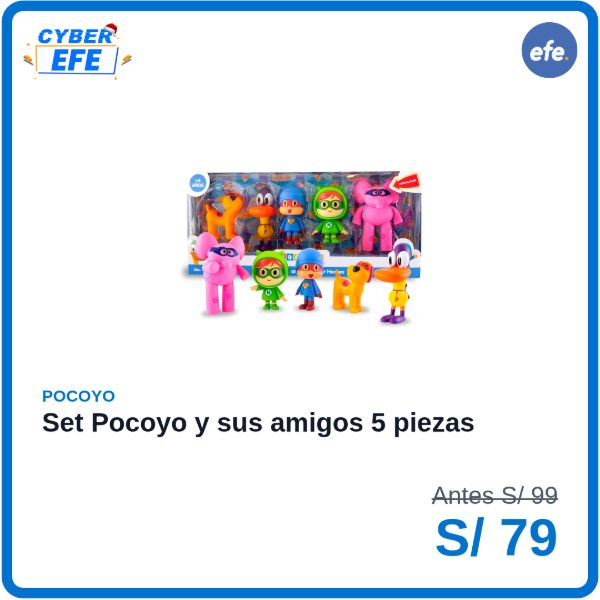 CYBER
EFE
efe.
POCOYO
Set Pocoyo y sus amigos 5 piezas
Antes S/ 99
S/ 79